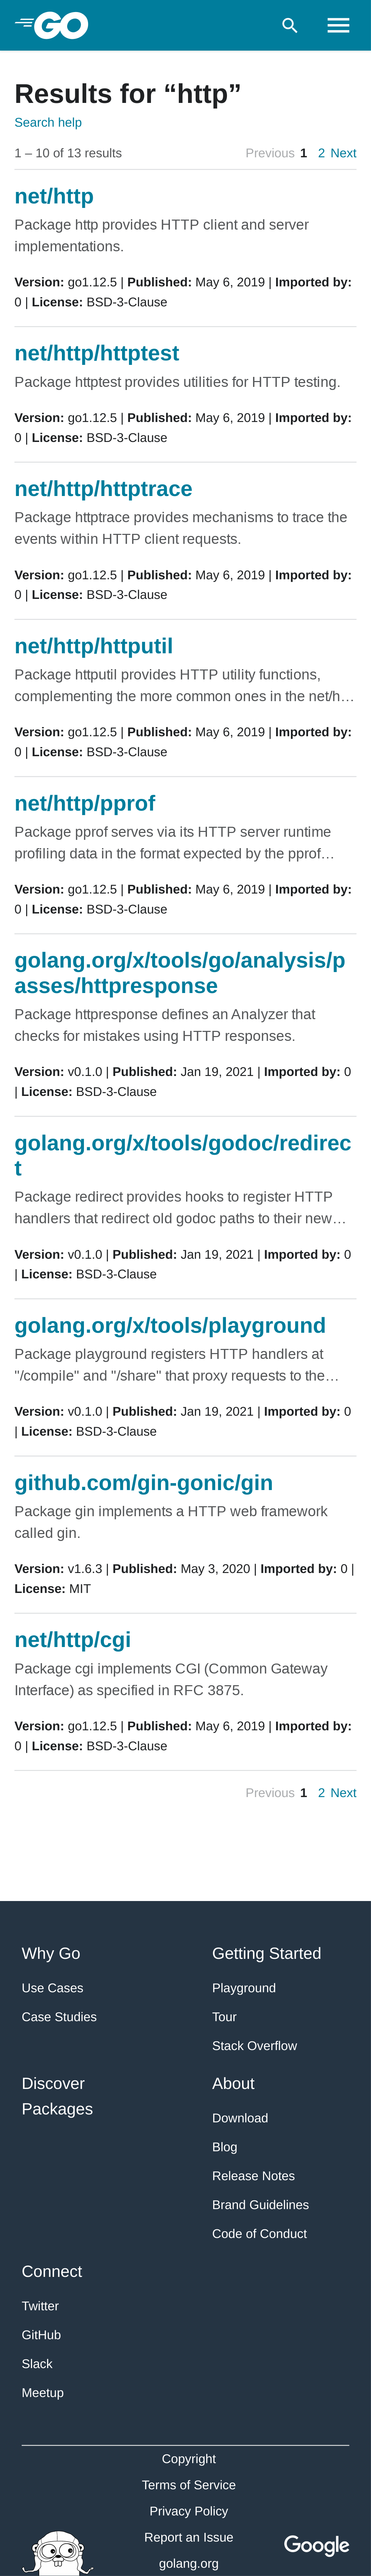 GO
Results for “http”
Search help
1 – 10 of 13 results Previous 1 2 Next
net/http
Package http provides HTTP client and server
implementations.
Version: go1.12.5 | Published: May 6, 2019 | Imported by:
0 | License: BSD-3-Clause
net/http/httptest
Package httptest provides utilities for HTTP testing.
Version: go1.12.5 | Published: May 6, 2019 | Imported by:
0 | License: BSD-3-Clause
net/http/httptrace
Package httptrace provides mechanisms to trace the
events within HTTP client requests.
Version: go1.12.5 | Published: May 6, 2019 | Imported by:
0 | License: BSD-3-Clause
net/http/httputil
Package httputil provides HTTP utility functions,
complementing the more common ones in the net/h…
Version: go1.12.5 | Published: May 6, 2019 | Imported by:
0 | License: BSD-3-Clause
net/http/pprof
Package pprof serves via its HTTP server runtime
profiling data in the format expected by the pprof…
Version: go1.12.5 | Published: May 6, 2019 | Imported by:
0 | License: BSD-3-Clause
golang.org/x/tools/go/analysis/p
asses/httpresponse
Package httpresponse defines an Analyzer that
checks for mistakes using HTTP responses.
Version: v0.1.0 | Published: Jan 19, 2021 | Imported by: 0
| License: BSD-3-Clause
golang.org/x/tools/godoc/redirec
t
Package redirect provides hooks to register HTTP
handlers that redirect old godoc paths to their new…
Version: v0.1.0 | Published: Jan 19, 2021 | Imported by: 0
| License: BSD-3-Clause
golang.org/x/tools/playground
Package playground registers HTTP handlers at
"/compile" and "/share" that proxy requests to the…
Version: v0.1.0 | Published: Jan 19, 2021 | Imported by: 0
| License: BSD-3-Clause
github.com/gin-gonic/gin
Package gin implements a HTTP web framework
called gin.
Version: v1.6.3 | Published: May 3, 2020 | Imported by: 0 |
License: MIT
net/http/cgi
Package cgi implements CGI (Common Gateway
Interface) as specified in RFC 3875.
Version: go1.12.5 | Published: May 6, 2019 | Imported by:
0 | License: BSD-3-Clause
Previous 1 2 Next
Why Go
Use Cases
Case Studies
Getting Started
Playground
Tour
Stack Overflow
Discover
Packages
About
Download
Blog
Release Notes
Brand Guidelines
Code of Conduct
Connect
Twitter
GitHub
Slack
Meetup
Copyright
Terms of Service
Privacy Policy
Report an Issue
golang.org
Google